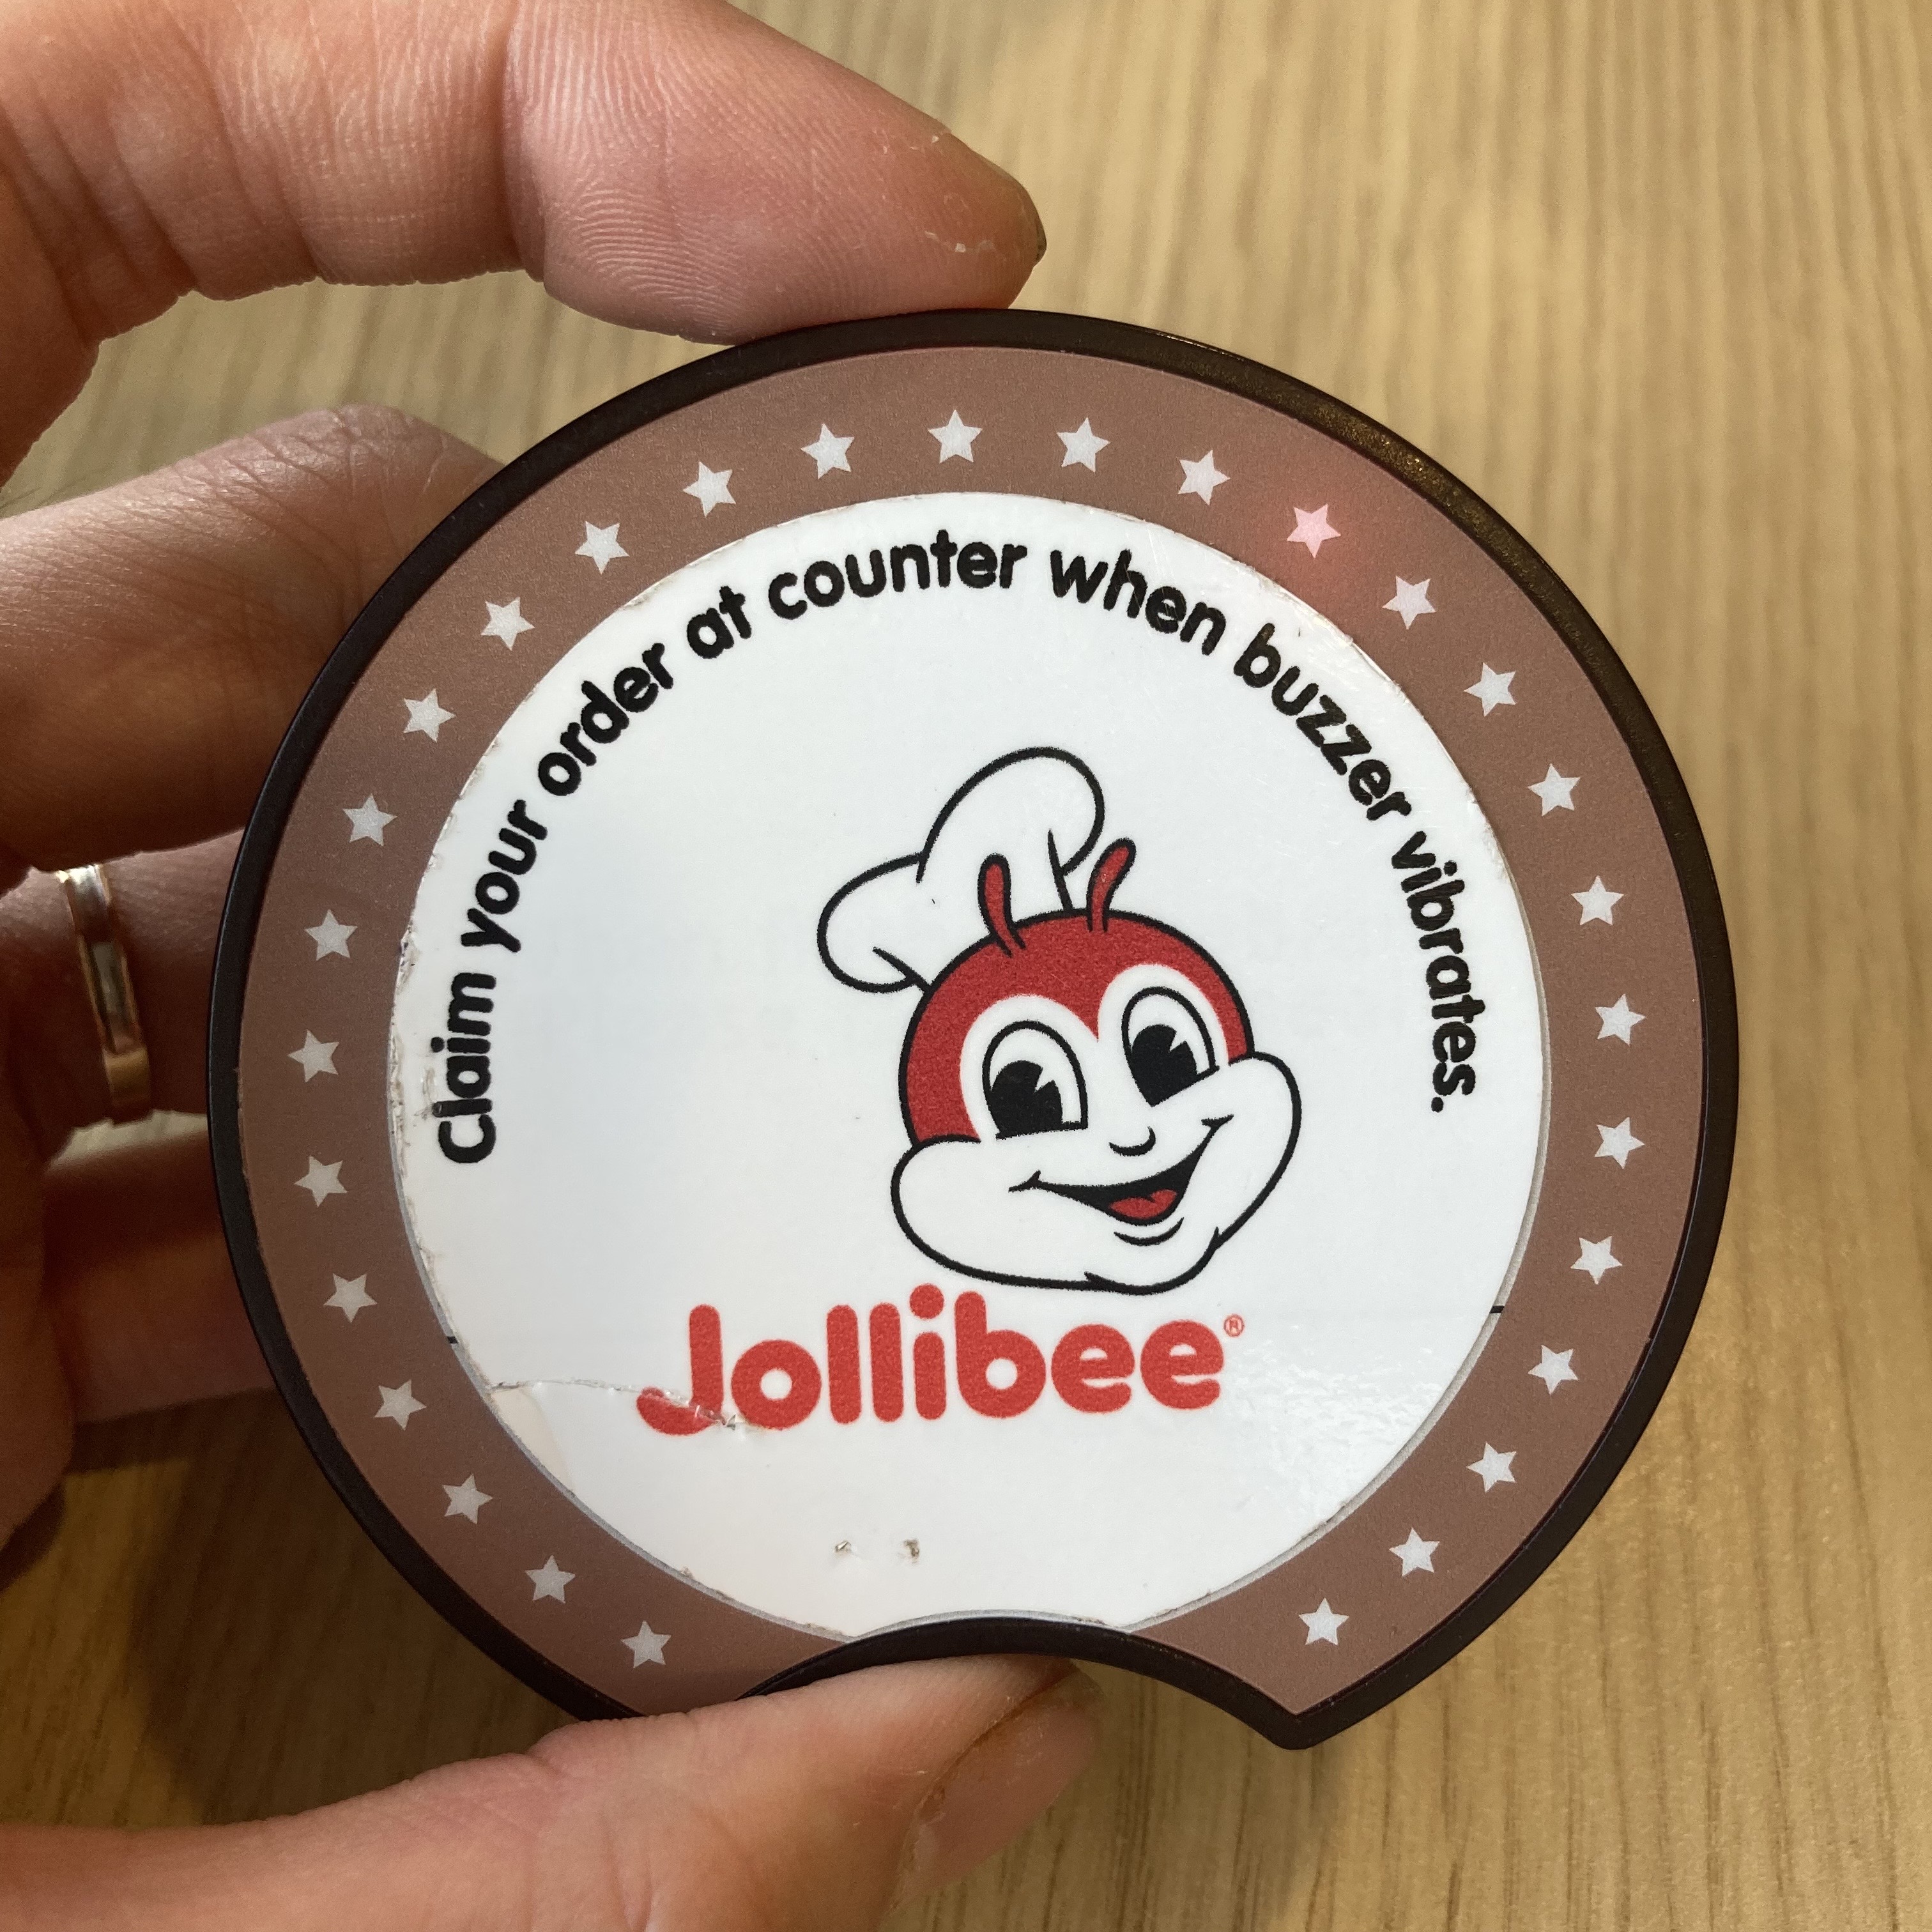 Claim your order at counter when buzzer vibrates.
Jollibee®